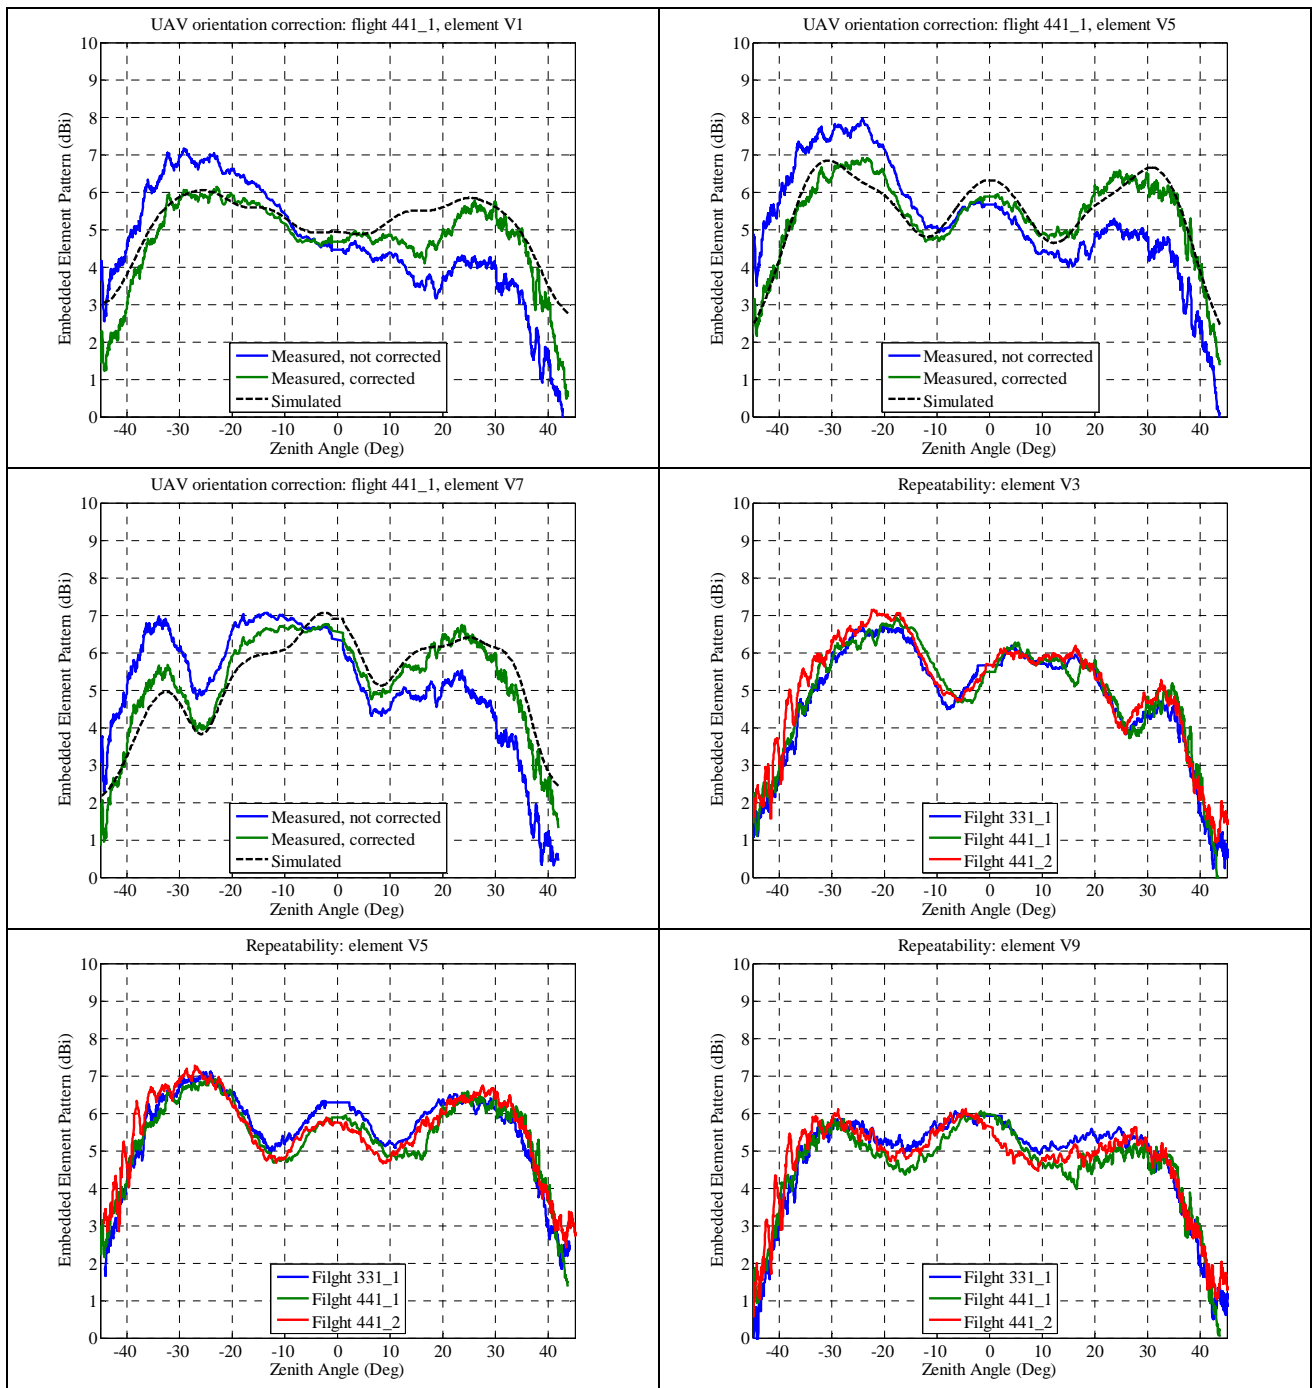 UAV orientation correction: flight 441_1, element V1
Embedded Element Pattern (dBi)
10
9
8
7
6
5
4
3
2
1
0
Measured, not corrected
Measured, corrected
Simulated
-40 -30 -20 -10 0 10 20 30 40
Zenith Angle (Deg)
UAV orientation correction: flight 441_1, element V5
Embedded Element Pattern (dBi)
10
9
8
7
6
5
4
3
2
1
0
Measured, not corrected
Measured, corrected
Simulated
-40 -30 -20 -10 0 10 20 30 40
Zenith Angle (Deg)
UAV orientation correction: flight 441_1, element V7
Embedded Element Pattern (dBi)
10
9
8
7
6
5
4
3
2
1
0
Measured, not corrected
Measured, corrected
Simulated
-40 -30 -20 -10 0 10 20 30 40
Zenith Angle (Deg)
Repeatability: element V3
Embedded Element Pattern (dBi)
10
9
8
7
6
5
4
3
2
1
0
Filght 331_1
Filght 441_1
Filght 441_2
-40 -30 -20 -10 0 10 20 30 40
Zenith Angle (Deg)
Repeatability: element V5
Embedded Element Pattern (dBi)
10
9
8
7
6
5
4
3
2
1
0
Filght 331_1
Filght 441_1
Filght 441_2
-40 -30 -20 -10 0 10 20 30 40
Zenith Angle (Deg)
Repeatability: element V9
Embedded Element Pattern (dBi)
10
9
8
7
6
5
4
3
2
1
0
Filght 331_1
Filght 441_1
Filght 441_2
-40 -30 -20 -10 0 10 20 30 40
Zenith Angle (Deg)